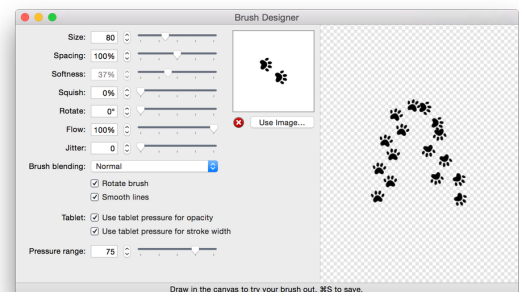 Brush Designer
Size: 80
Spacing: 100%
Softness: 37%
Squish: 0%
Rotate: 0°
Flow: 100%
Jitter: 0
Brush blending: Normal
Rotate brush
Smooth lines
Tablet: Use tablet pressure for opacity
Use tablet pressure for stroke width
Pressure range: 75
Use Image...
Draw in the canvas to try your brush out. ⌘S to save.